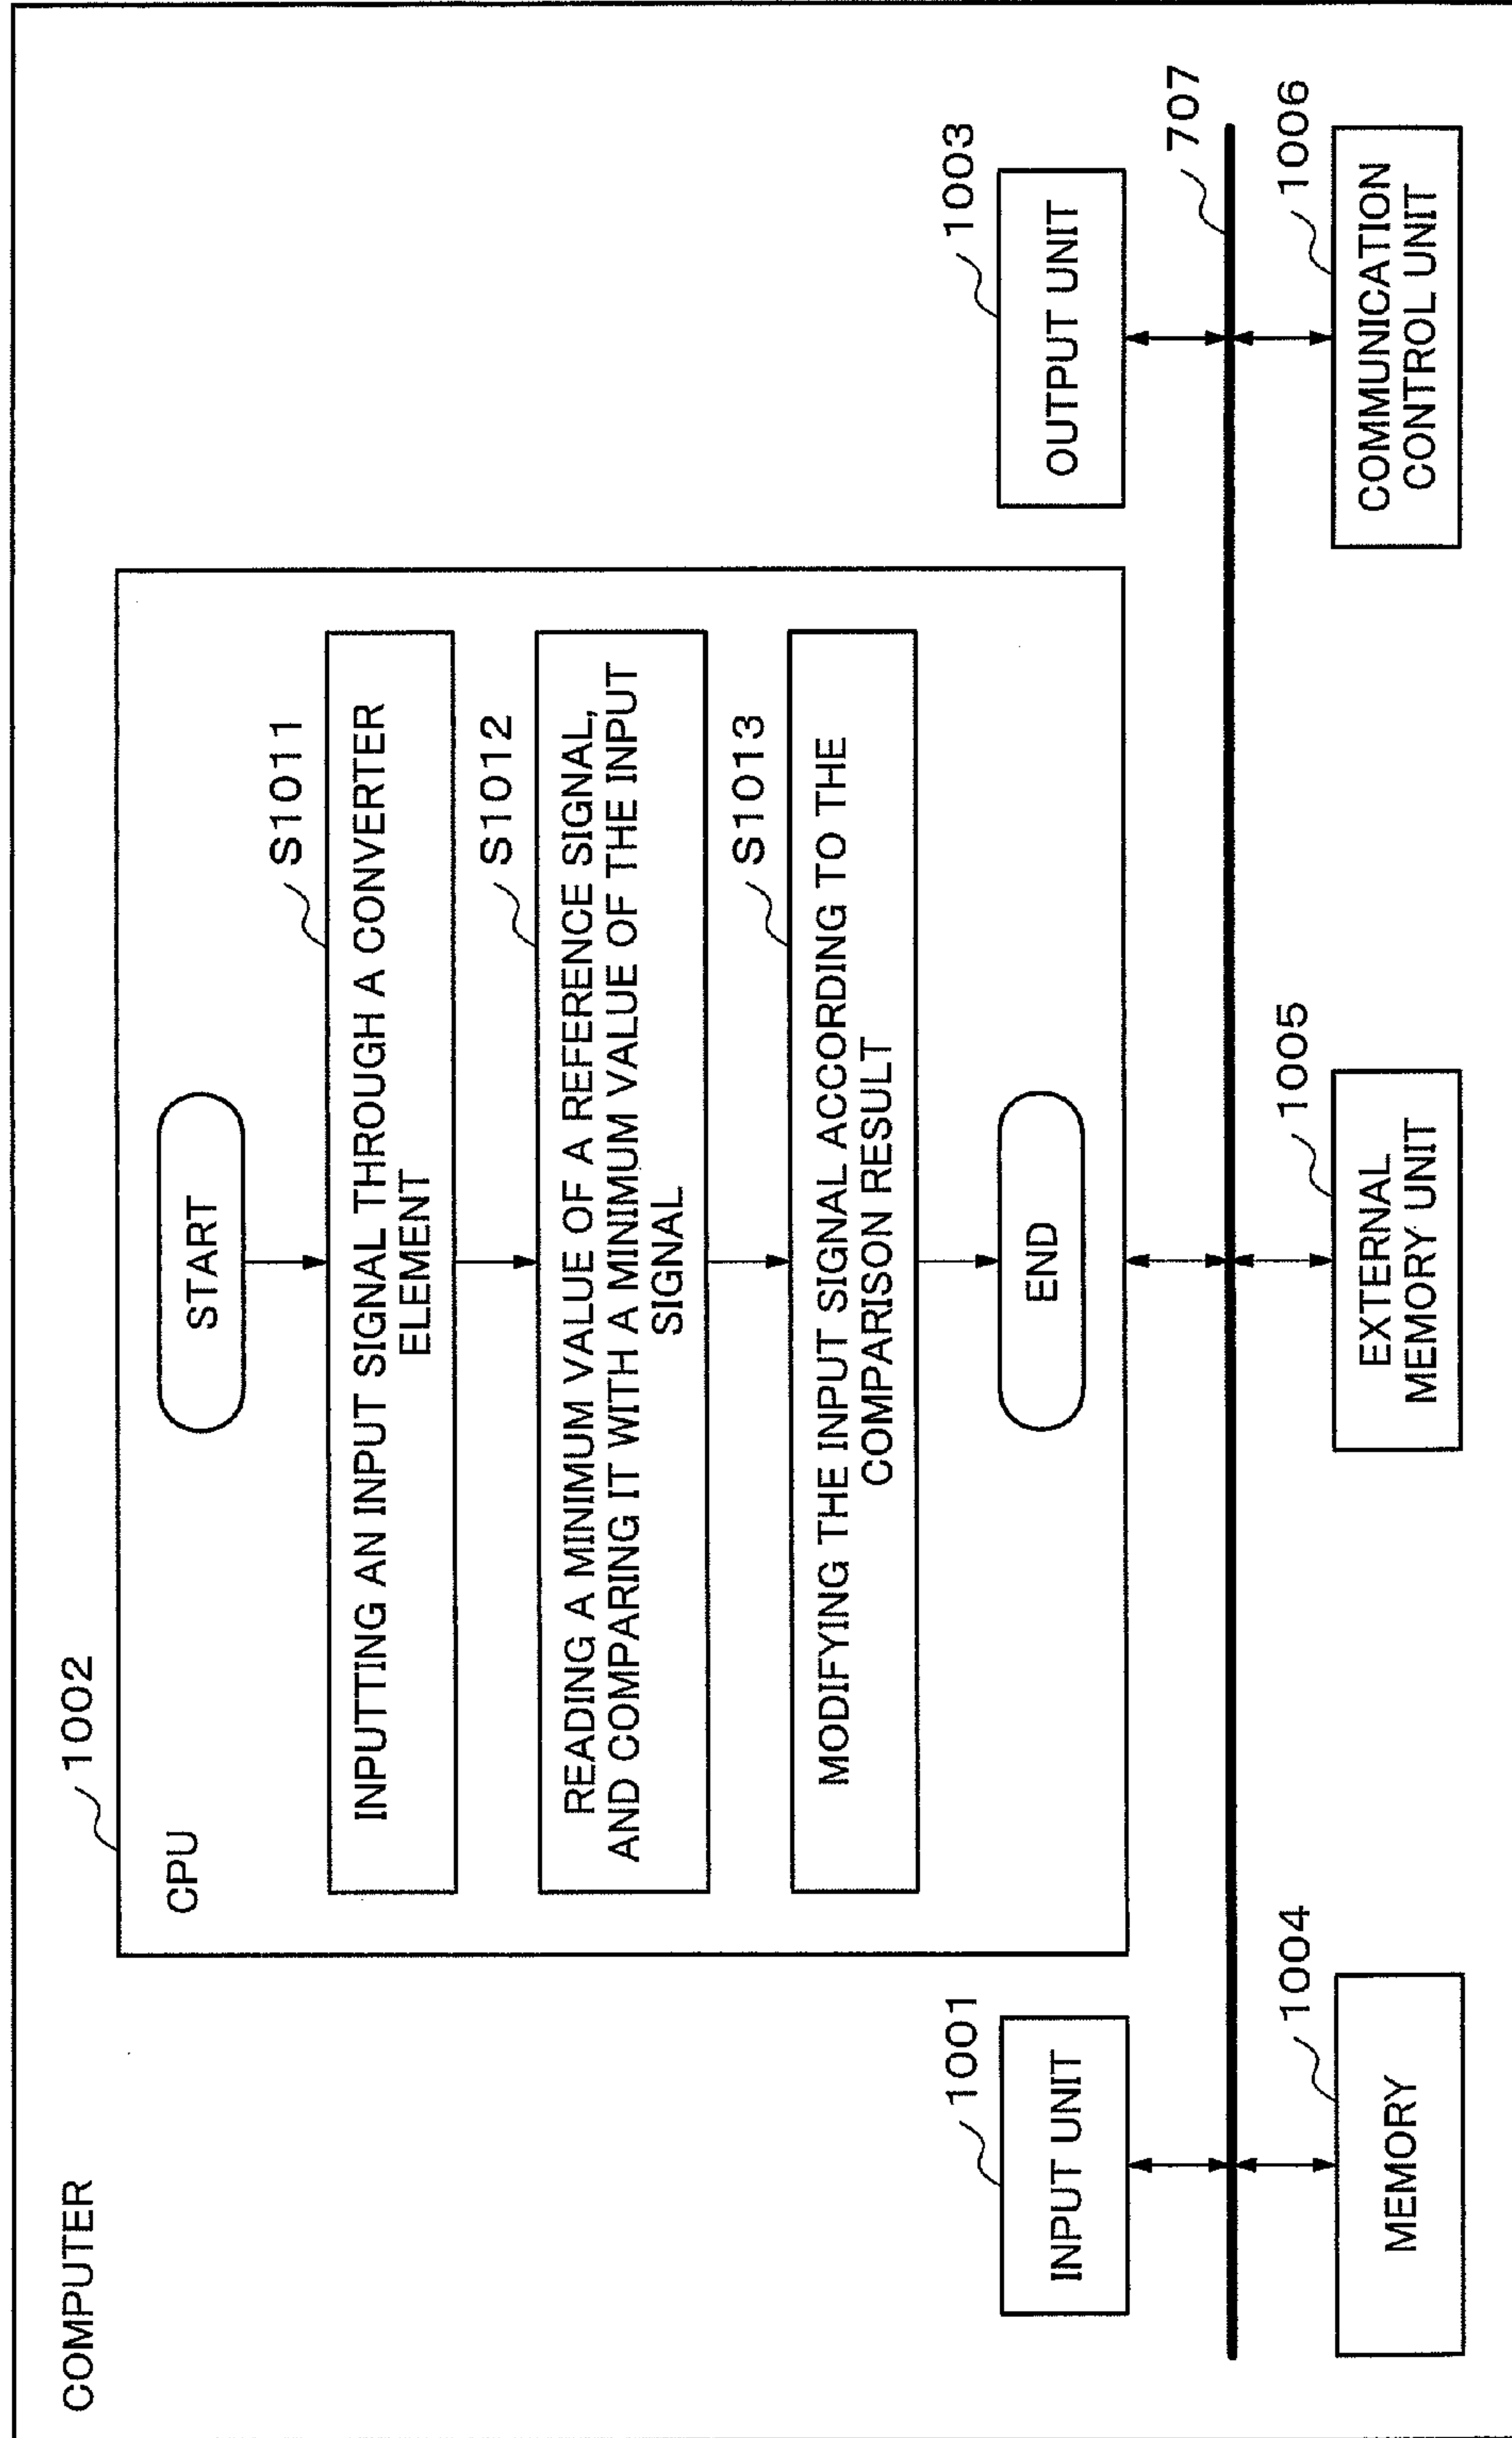 COMPUTER
1002
CPU
START
S1011
INPUTTING AN INPUT SIGNAL THROUGH A CONVERTER
ELEMENT
S1012
READING A MINIMUM VALUE OF A REFERENCE SIGNAL,
AND COMPARING IT WITH A MINIMUM VALUE OF THE INPUT
SIGNAL
S1013
MODIFYING THE INPUT SIGNAL ACCORDING TO THE
COMPARISON RESULT
END
1001
INPUT UNIT
1003
OUTPUT UNIT
707
1004
MEMORY
1005
EXTERNAL
MEMORY UNIT
1006
COMMUNICATION
CONTROL UNIT